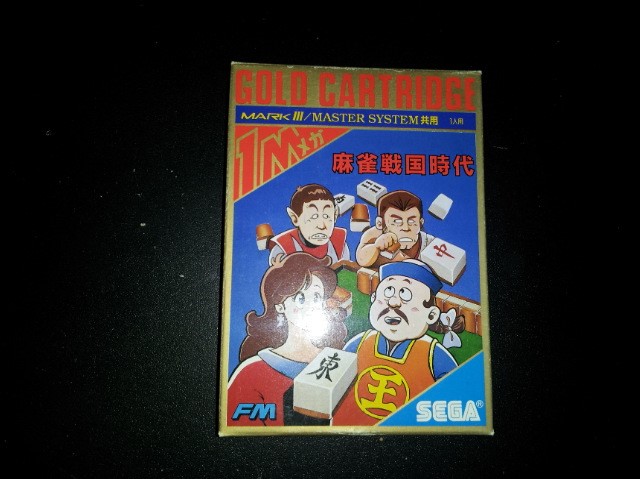 GOLD CARTRIDGE
MARK III/MASTER SYSTEM共用 1人用
1Mメガ
麻雀戦国時代
中
東
王
FM
SEGA®